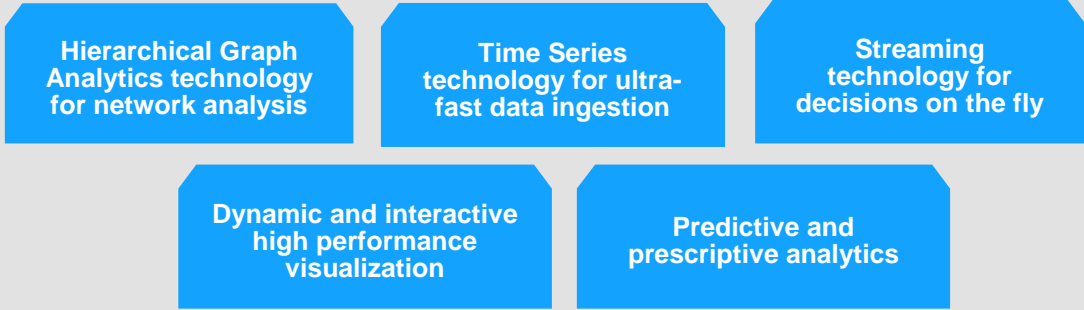 Hierarchical Graph
Analytics technology
for network analysis
Time Series
technology for ultra-
fast data ingestion
Streaming
technology for
decisions on the fly
Dynamic and interactive
high performance
visualization
Predictive and
prescriptive analytics